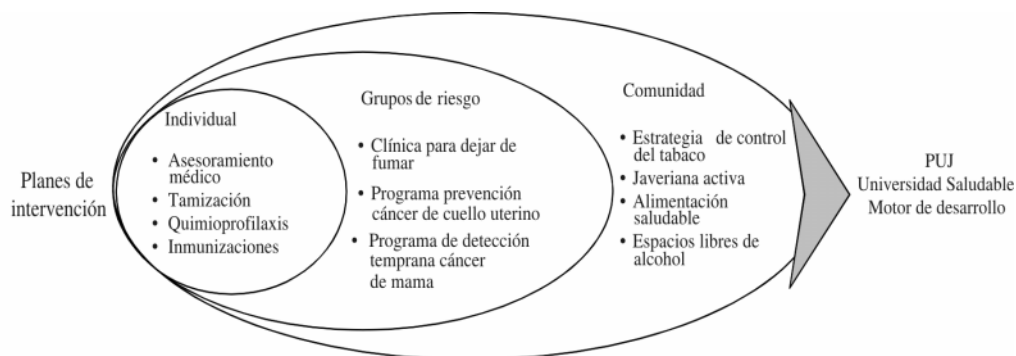 Planes de
intervención
Individual
• Asesoramiento
médico
• Tamización
• Quimioprofilaxis
• Inmunizaciones
Grupos de riesgo
• Clínica para dejar de
fumar
• Programa prevención
cáncer de cuello uterino
• Programa de detección
temprana cáncer
de mama
Comunidad
• Estrategia de control
del tabaco
• Javeriana activa
• Alimentación
saludable
• Espacios libres de
alcohol
PUJ
Universidad Saludable
Motor de desarrollo